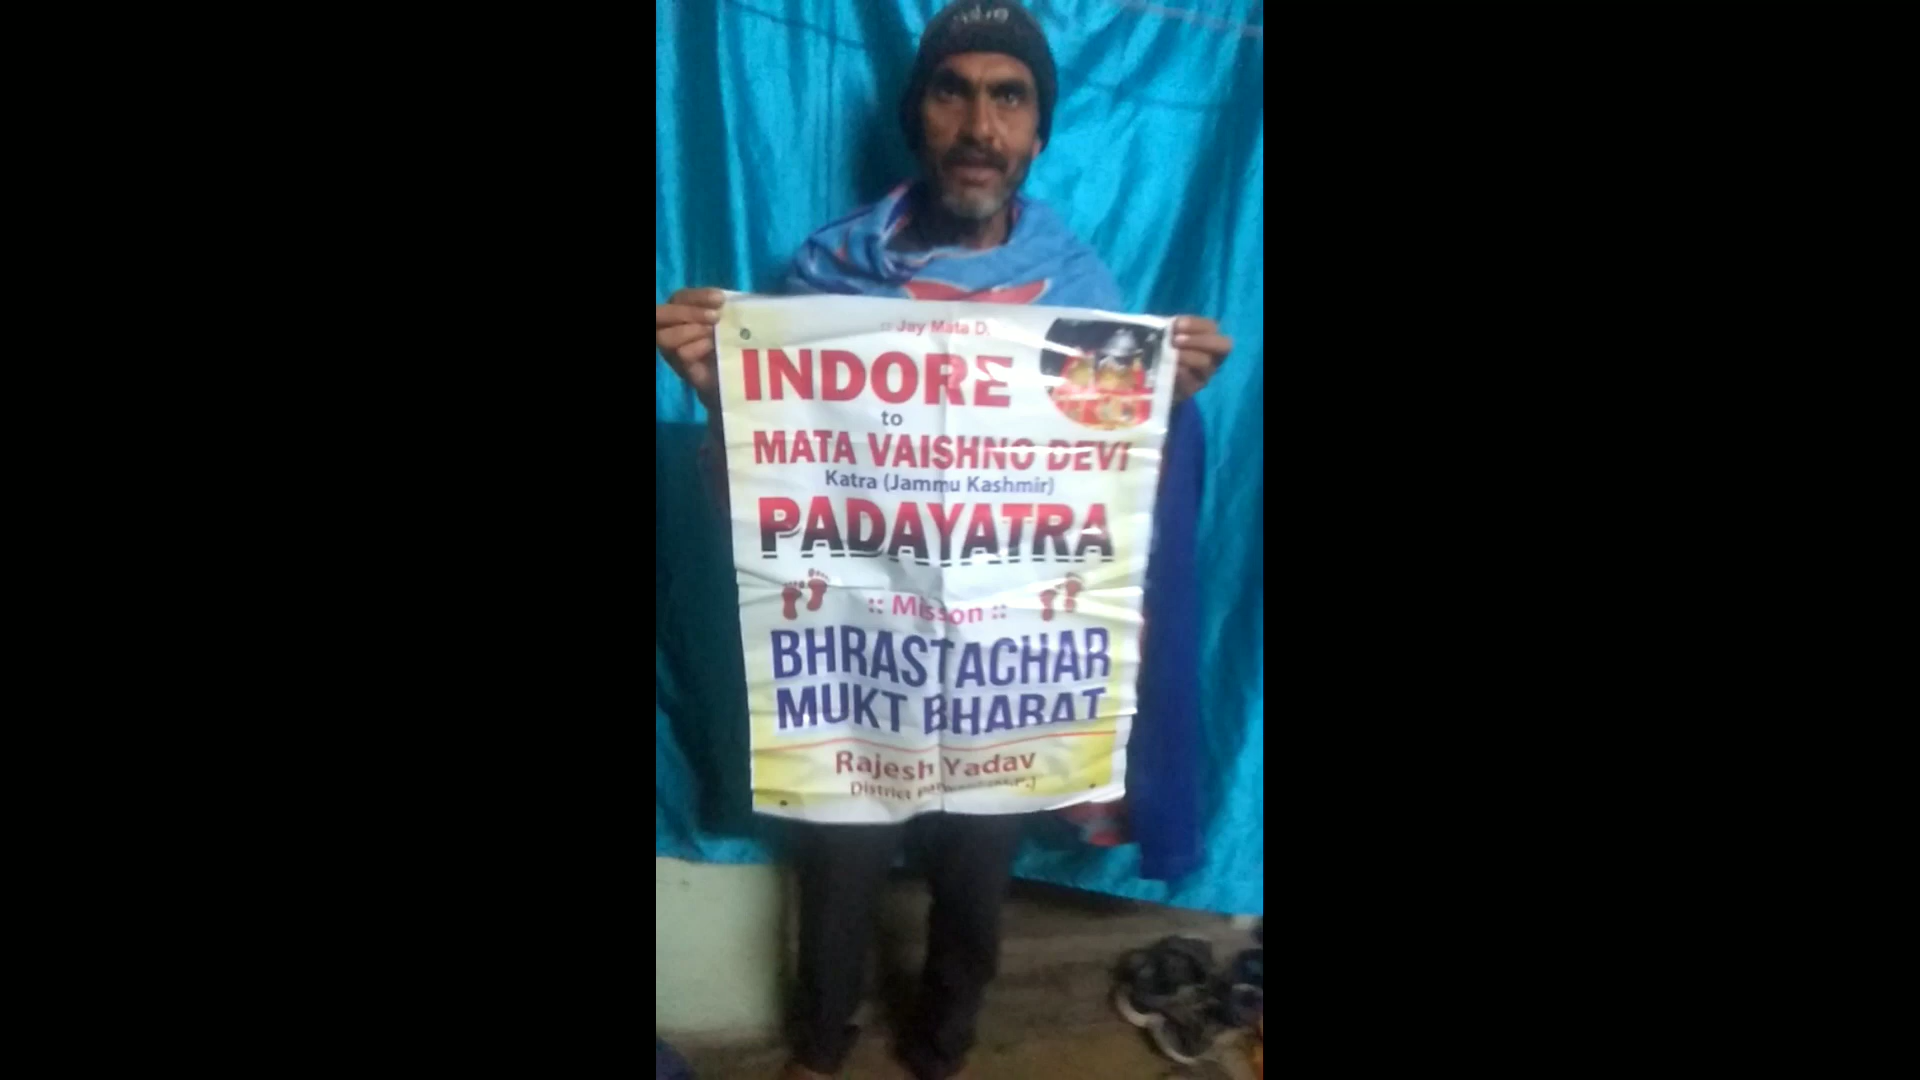 :: Jay Mata D.
INDORE
to
MATA VAISHNO DEVI
Katra (Jammu Kashmir)
PADAYATRA
:: Misson ::
BHRASTACHAR
MUKT BHARAT
Rajesh Yadav
District